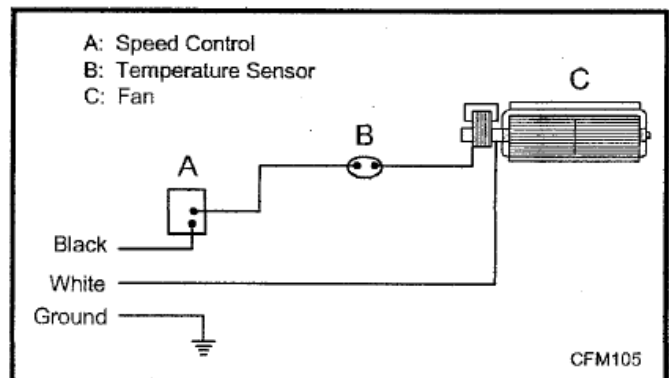 A: Speed Control
B: Temperature Sensor
C: Fan
C
B
A
Black
White
Ground
CFM105